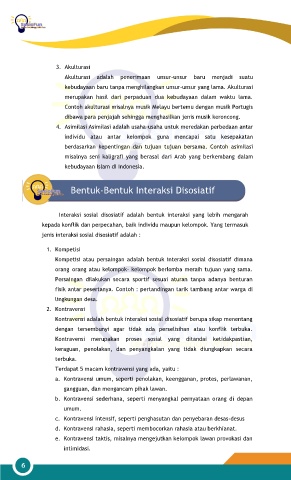 3. Akulturasi
Akulturasi adalah penerimaan unsur-unsur baru menjadi suatu
kebudayaan baru tanpa menghilangkan unsur-unsur yang lama. Akulturasi
merupakan hasil dari perpaduan dua kebudayaan dalam waktu lama.
Contoh akulturasi misalnya musik Melayu bertemu dengan musik Portugis
dibawa para penjajah sehingga menghasilkan jenis musik keroncong.
4. Asimilasi Asimilasi adalah usaha-usaha untuk meredakan perbedaan antar
individu atau antar kelompok guna mencapai satu kesepakatan
berdasarkan kepentingan dan tujuan tujuan bersama. Contoh asimilasi
misalnya seni kaligrafi yang berasal dari Arab yang berkembang dalam
kebudayaan Islam di Indonesia.
Bentuk-Bentuk Interaksi Disosiatif
Interaksi sosial disosiatif adalah bentuk interaksi yang lebih mengarah
kepada konflik dan perpecahan, baik individu maupun kelompok. Yang termasuk
jenis interaksi sosial disosiatif adalah :
1. Kompetisi
Kompetisi atau persaingan adalah bentuk interaksi sosial disosiatif dimana
orang orang atau kelompok- kelompok berlomba meraih tujuan yang sama.
Persaingan dilakukan secara sportif sesuai aturan tanpa adanya benturan
fisik antar pesertanya. Contoh : pertandingan tarik tambang antar warga di
lingkungan desa.
2. Kontravensi
Kontravensi adalah bentuk interaksi sosial disosiatif berupa sikap menentang
dengan tersembunyi agar tidak ada perselisihan atau konflik terbuka.
Kontravensi merupakan proses sosial yang ditandai ketidakpastian,
keraguan, penolakan, dan penyangkalan yang tidak diungkapkan secara
terbuka.
Terdapat 5 macam kontravensi yang ada, yaitu :
a. Kontravensi umum, seperti penolakan, keengganan, protes, perlawanan,
gangguan, dan mengancam pihak lawan.
b. Kontravensi sederhana, seperti menyangkal pernyataan orang di depan
umum.
c. Kontravensi intensif, seperti penghasutan dan penyebaran desas-desus
d. Kontravensi rahasia, seperti membocorkan rahasia atau berkhianat.
e. Kontravensi taktis, misalnya mengejutkan kelompok lawan provokasi dan
intimidasi.
6